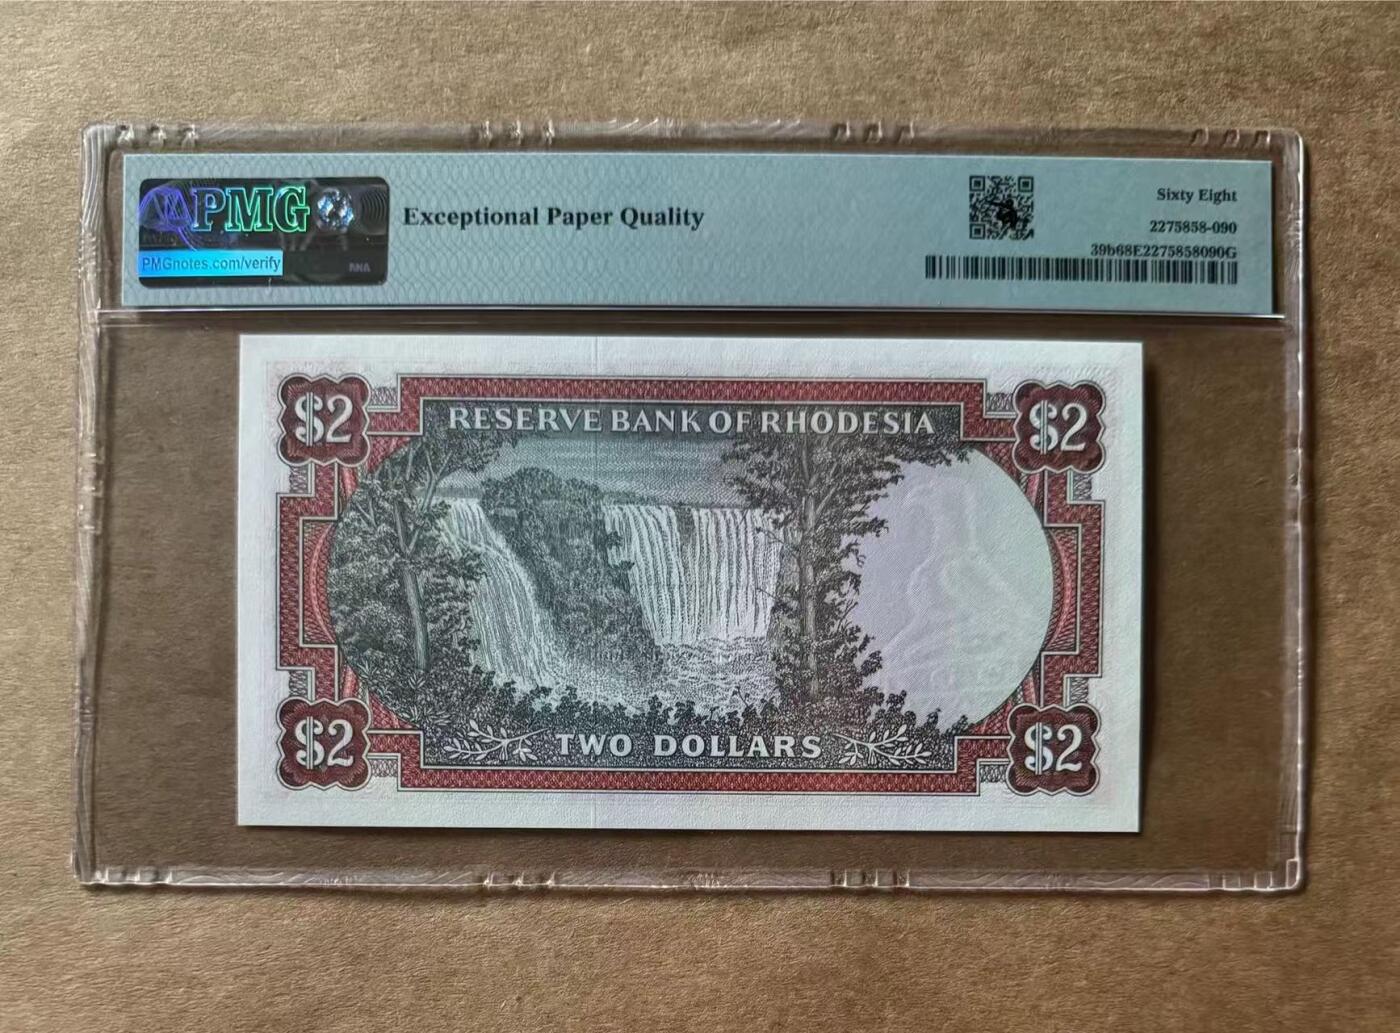 PMG
PMGnotes.com/verify
Exceptional Paper Quality
Sixty Eight
2275858-090
39b68E2275858090G
RESERVE BANK OF RHODESIA
$2
$2
$2
$2
TWO DOLLARS